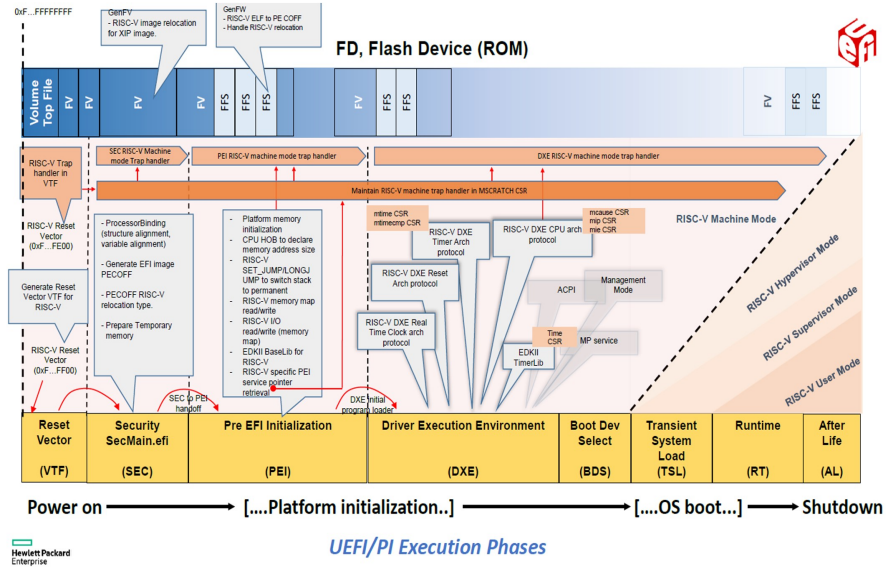 0xF...FFFFFFFF
GenFV
- RISC-V image relocation
for XIP image.
GenFW
- RISC-V ELF to PE COFF
- Handle RISC-V relocation
FD, Flash Device (ROM)
UEFI
Volume
Top File
FV
FV
FV
FV
FFS
FFS
FFS
FV
FFS
FFS
FV
FFS
FFS
RISC-V Trap
handler in
VTF
SEC RISC-V Machine
mode Trap handler
PEI RISC-V machine mode trap handler
DXE RISC-V machine mode trap handler
Maintain RISC-V machine trap handler in MSCRATCH CSR
RISC-V Reset
Vector
(0xF...FE00)
Generate Reset
Vector VTF for
RISC-V
RISC-V Reset
Vector
(0xF...FF00)
- ProcessorBinding
(structure alignment,
variable alignment)
- Generate EFI image
PECOFF
- PECOFF RISC-V
relocation type.
- Prepare Temporary
memory
- Platform memory
initialization
- CPU HOB to declare
memory address size
- RISC-V
SET_JUMP/LONGJ
UMP to switch stack
to permanent
- RISC-V memory map
read/write
- RISC-V I/O
read/write (memory
map)
- EDKII BaseLib for
RISC-V
- RISC-V specific PEI
service pointer
retrieval
mtime CSR
mtimecmp CSR
RISC-V DXE
Timer Arch
protocol
RISC-V DXE CPU arch
protocol
mcause CSR
mip CSR
mie CSR
RISC-V DXE Reset
Arch protocol
RISC-V DXE Real
Time Clock arch
protocol
ACPI
Management
Mode
Time
CSR
MP service
EDKII
TimerLib
RISC-V Machine Mode
RISC-V Hypervisor Mode
RISC-V Supervisor Mode
RISC-V User Mode
SEC to PEI
handoff
DXE Initial
program loader
Reset
Vector
(VTF)
Security
SecMain.efi
(SEC)
Pre EFI Initialization
(PEI)
Driver Execution Environment
(DXE)
Boot Dev
Select
(BDS)
Transient
System
Load
(TSL)
Runtime
(RT)
After
Life
(AL)
Power on
[....Platform initialization..]
[....OS boot...]
Shutdown
Hewlett Packard
Enterprise
UEFI/PI Execution Phases